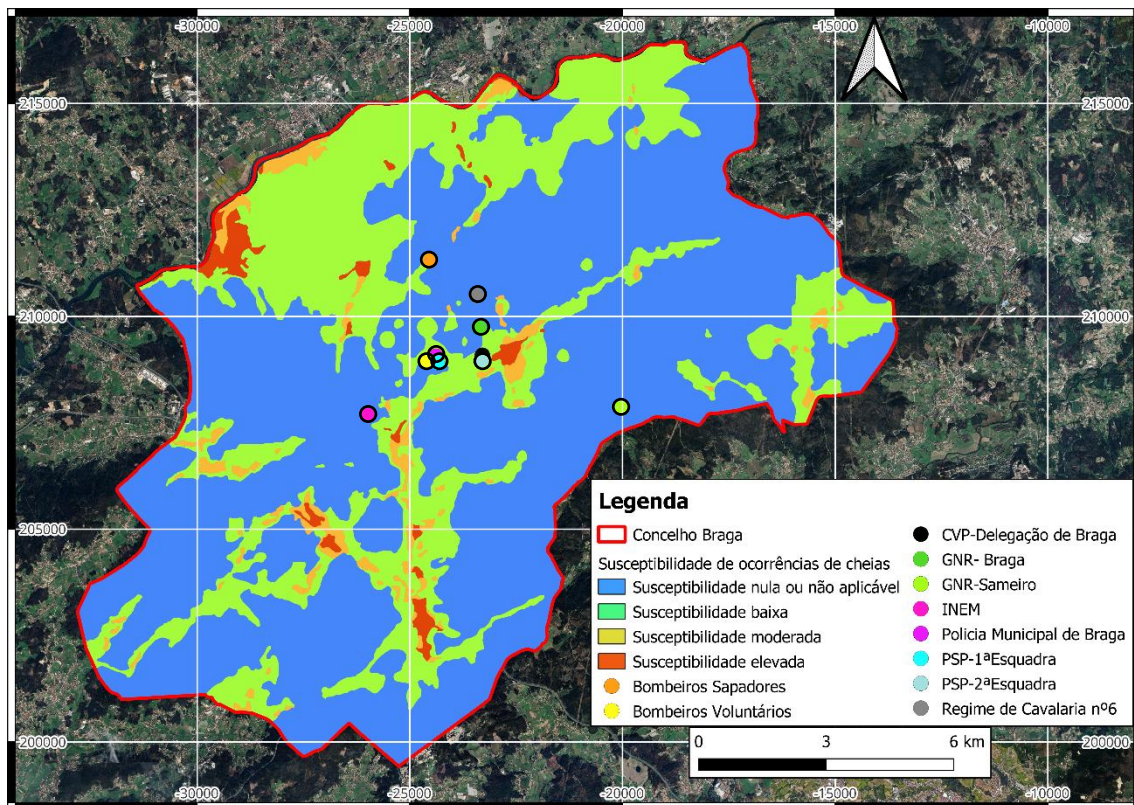 -30000 -25000 -20000 -15000 -10000
215000 215000
210000 210000
205000
200000 200000
-30000 -25000 -20000 -15000 -10000
Legenda
Concelho Braga
Susceptibilidade de ocorrências de cheias
Susceptibilidade nula ou não aplicável
Susceptibilidade baixa
Susceptibilidade moderada
Susceptibilidade elevada
Bombeiros Sapadores
Bombeiros Voluntários
CVP-Delegação de Braga
GNR- Braga
GNR-Sameiro
INEM
Policia Municipal de Braga
PSP-1ªEsquadra
PSP-2ªEsquadra
Regime de Cavalaria nº6
0 3 6 km